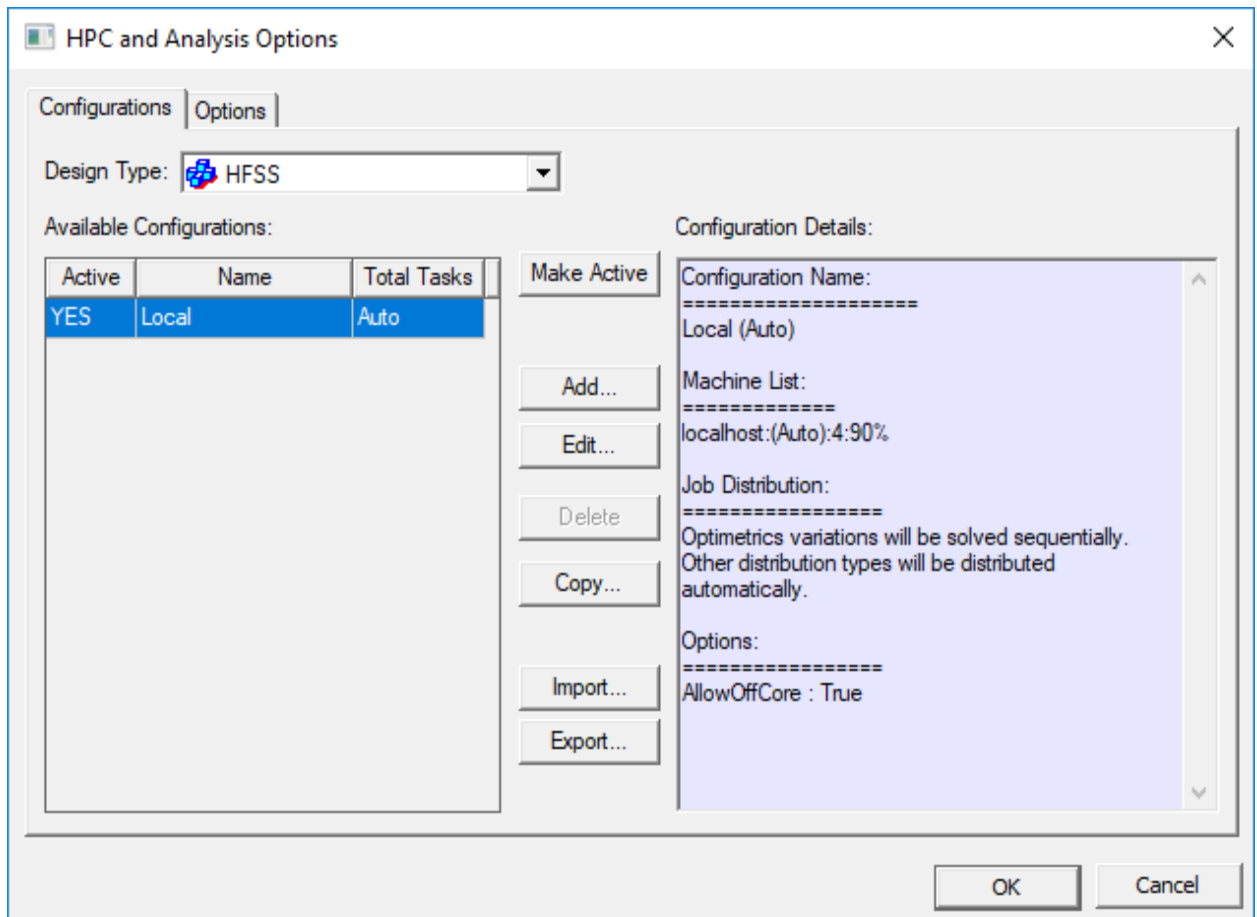 HPC and Analysis Options
Configurations
Options
Design Type: HFSS
Available Configurations:
Active Name Total Tasks
YES Local Auto
Make Active
Add...
Edit...
Delete
Copy...
Import...
Export...
Configuration Details:
Configuration Name:
====================
Local (Auto)
Machine List:
=============
localhost:(Auto):4:90%
Job Distribution:
=================
Optimetrics variations will be solved sequentially.
Other distribution types will be distributed
automatically.
Options:
=================
AllowOffCore : True
OK
Cancel